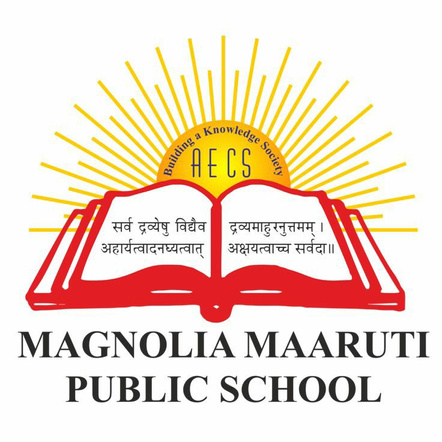 Building a Knowledge Society
AECS
सर्व द्रव्येषु विद्यैव
द्रव्यमाहुरनुत्तमम् ।
अहार्यत्वादनघ्यत्वात्
अक्षयत्वाच्च सर्वदा॥
MAGNOLIA MAARUTI
PUBLIC SCHOOL